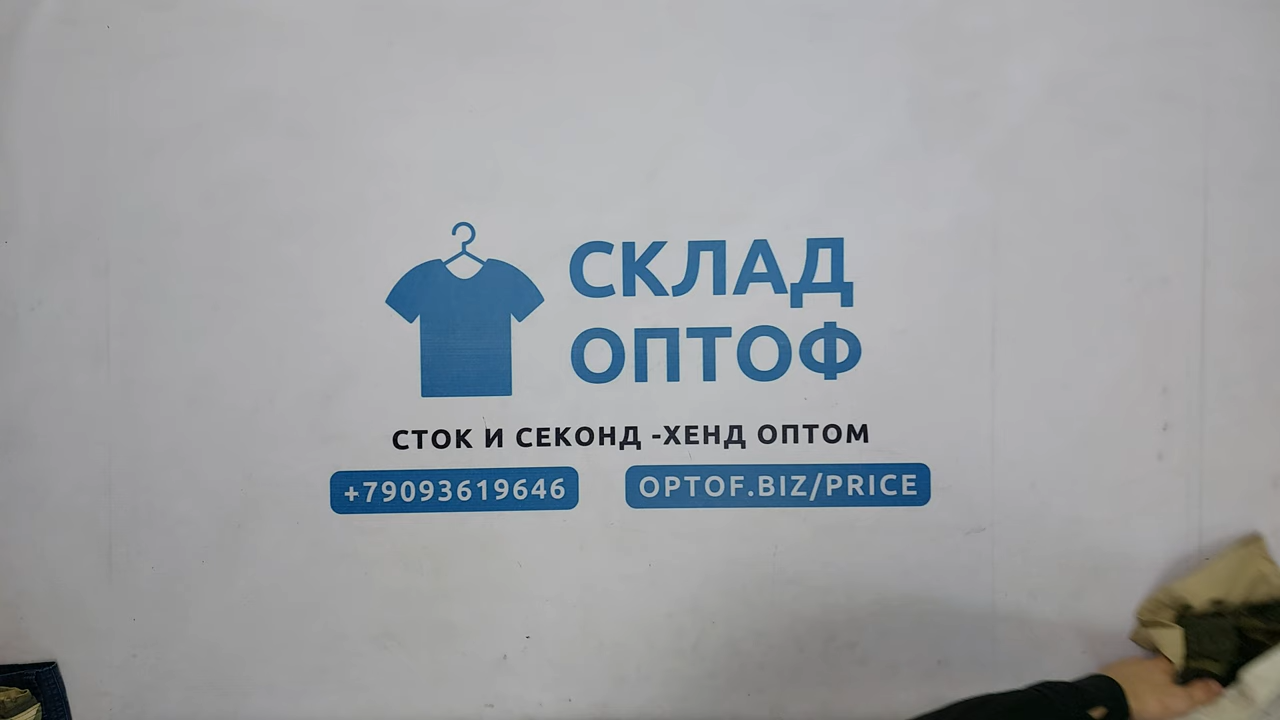 СКЛАД
ОПТОФ
СТОК И СЕКОНД -ХЕНД ОПТОМ
+79093619646
OPTOF.BIZ/PRICE